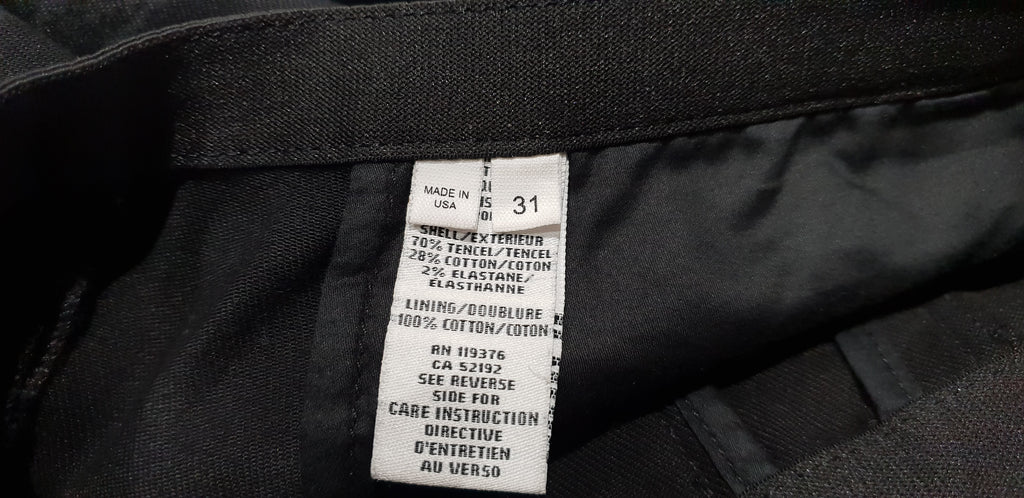 MADE IN
USA
31
SHELL/EXTERIEUR
70% TENCEL/TENCEL
28% COTTON/COTON
2% ELASTANE/
ELASTHANNE
LINING/DOUBLURE
100% COTTON/COTON
RN 119376
CA 52192
SEE REVERSE
SIDE FOR
CARE INSTRUCTION
DIRECTIVE
D'ENTRETIEN
AU VERSO